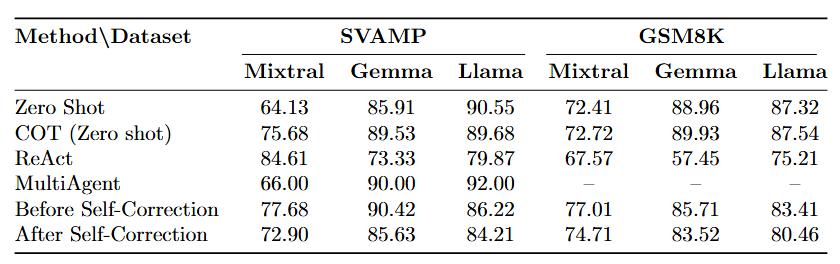 Method\Dataset SVAMP GSM8K
Mixtral Gemma Llama Mixtral Gemma Llama
Zero Shot 64.13 85.91 90.55 72.41 88.96 87.32
COT (Zero shot) 75.68 89.53 89.68 72.72 89.93 87.54
ReAct 84.61 73.33 79.87 67.57 57.45 75.21
MultiAgent 66.00 90.00 92.00 – – –
Before Self-Correction 77.68 90.42 86.22 77.01 85.71 83.41
After Self-Correction 72.90 85.63 84.21 74.71 83.52 80.46